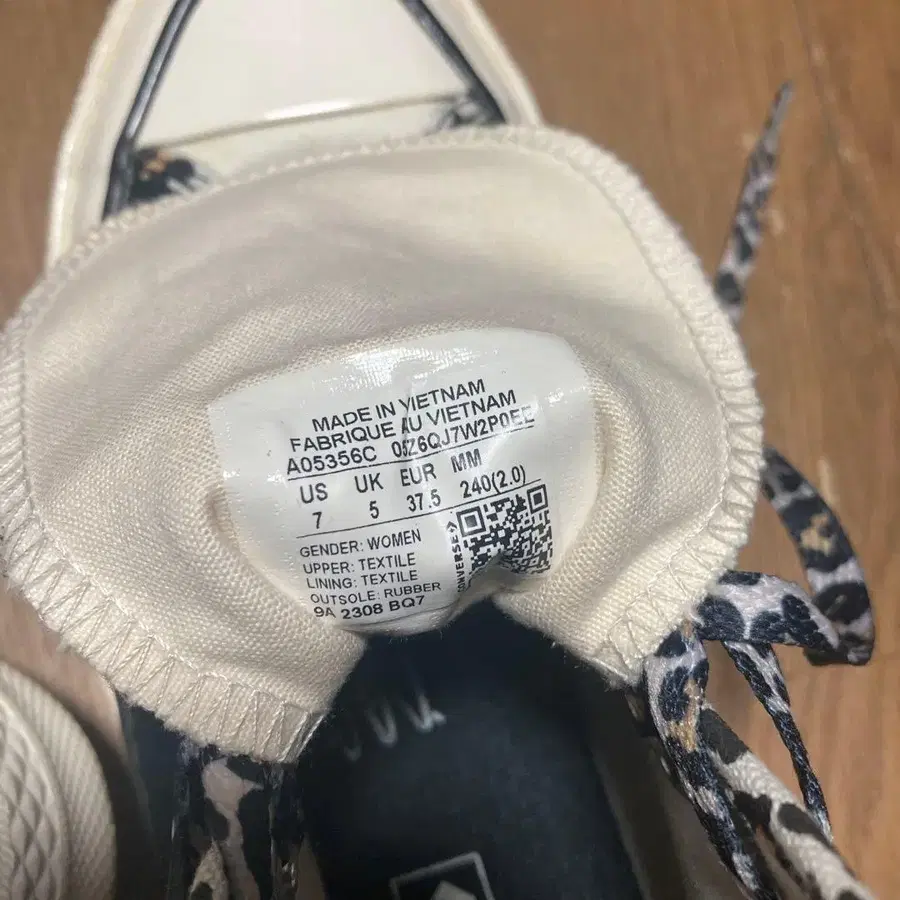 MADE IN VIETNAM
FABRIQUE AU VIETNAM
A05356C 05Z6QJ7W2P0EE
US UK EUR MM
7 5 37.5 240(2.0)
GENDER: WOMEN
UPPER: TEXTILE
LINING: TEXTILE
OUTSOLE: RUBBER
9A 2308 BQ7
CONVERSE